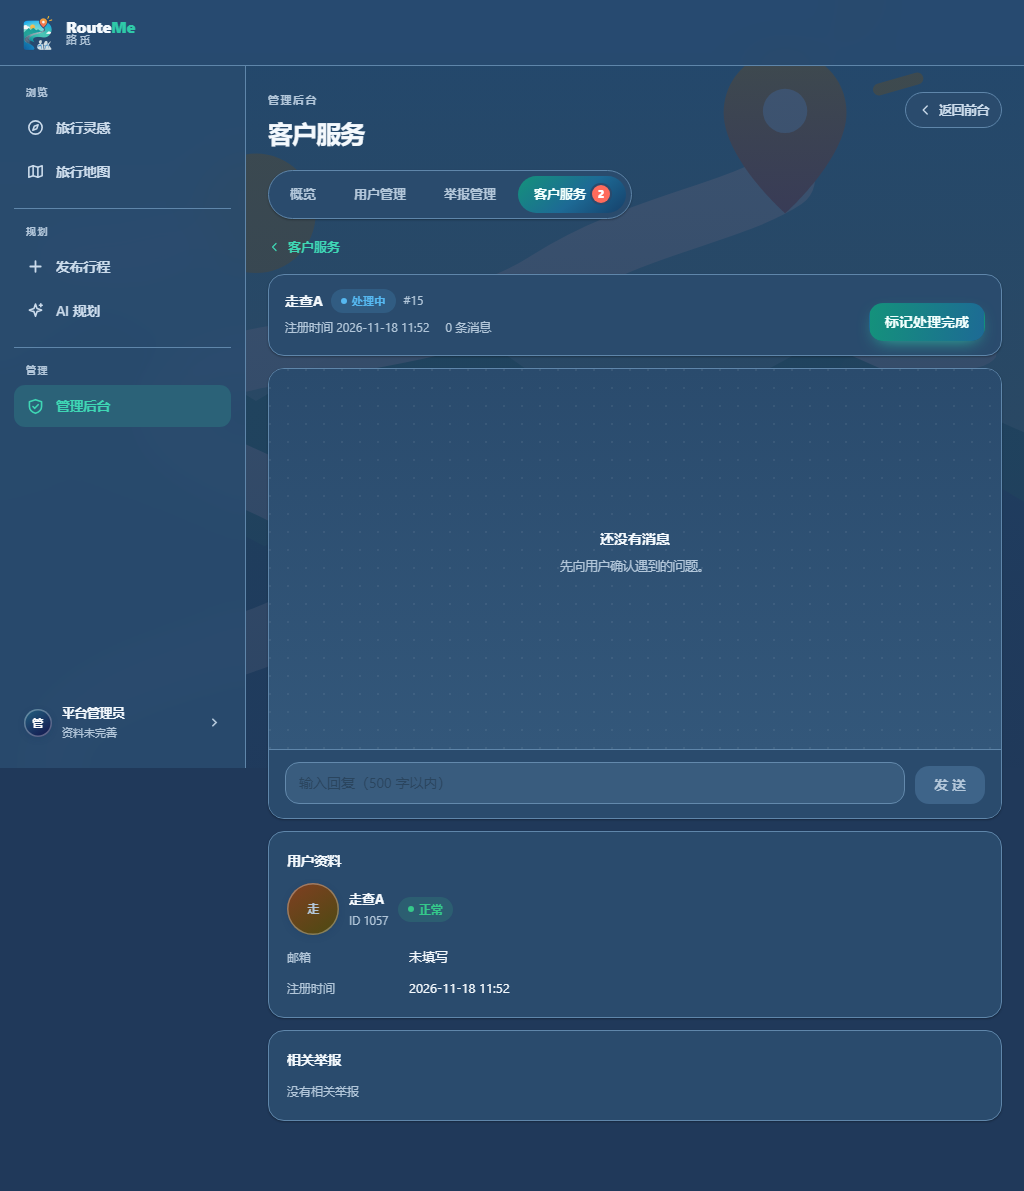 RouteMe
路觅
浏览
旅行灵感
旅行地图
规划
发布行程
AI 规划
管理
管理后台
管
平台管理员
资料未完善
管理后台
客户服务
返回前台
概览
用户管理
举报管理
客户服务 2
客户服务
走查A
处理中
#15
注册时间 2026-11-18 11:52
0 条消息
标记处理完成
还没有消息
先向用户确认遇到的问题。
输入回复（500 字以内）
发送
用户资料
走
走查A
ID 1057
正常
邮箱
未填写
注册时间
2026-11-18 11:52
相关举报
没有相关举报